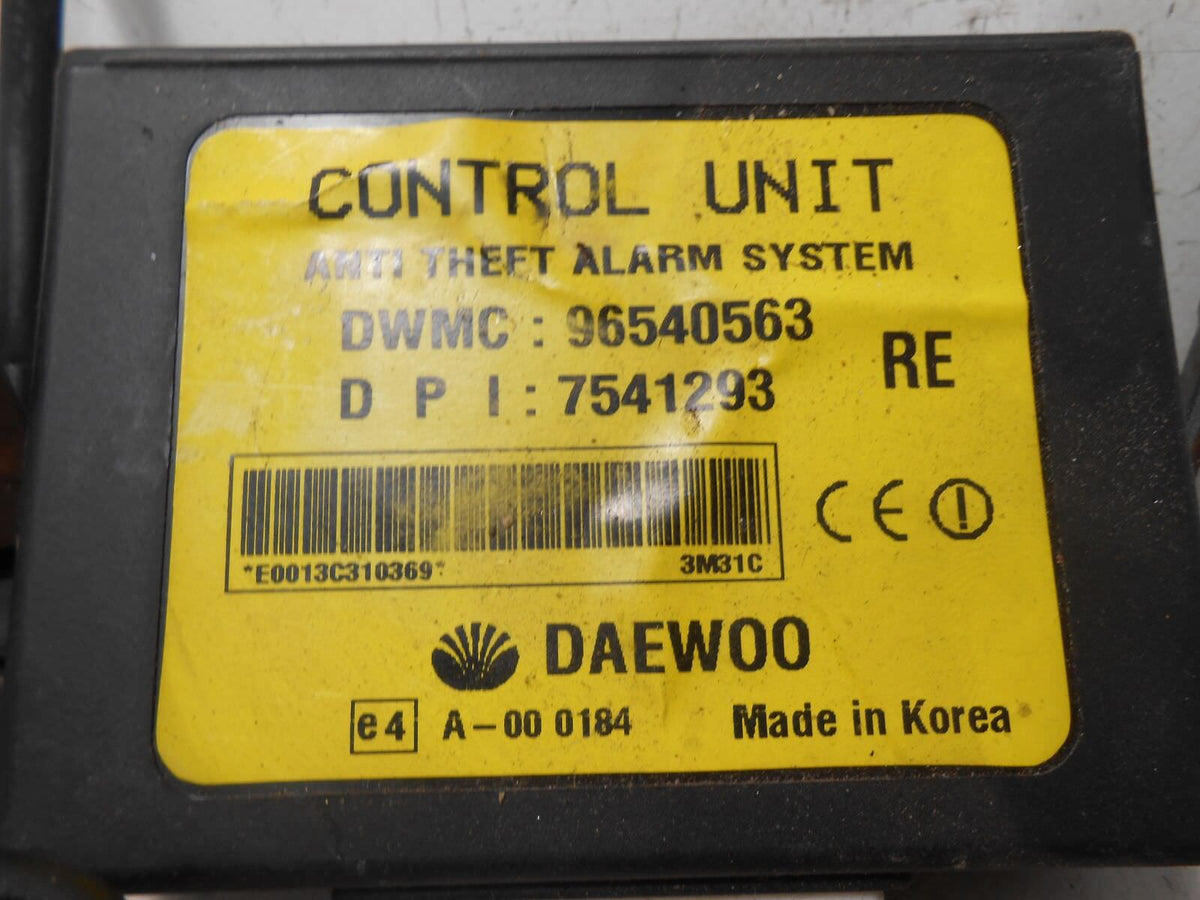 CONTROL UNIT
ANTI THEFT ALARM SYSTEM
DWMC : 96540563
RE
D P I : 7541293
*E0013C310369*
3M31C
CE
DAEWOO
e4 A-00 0184 Made in Korea